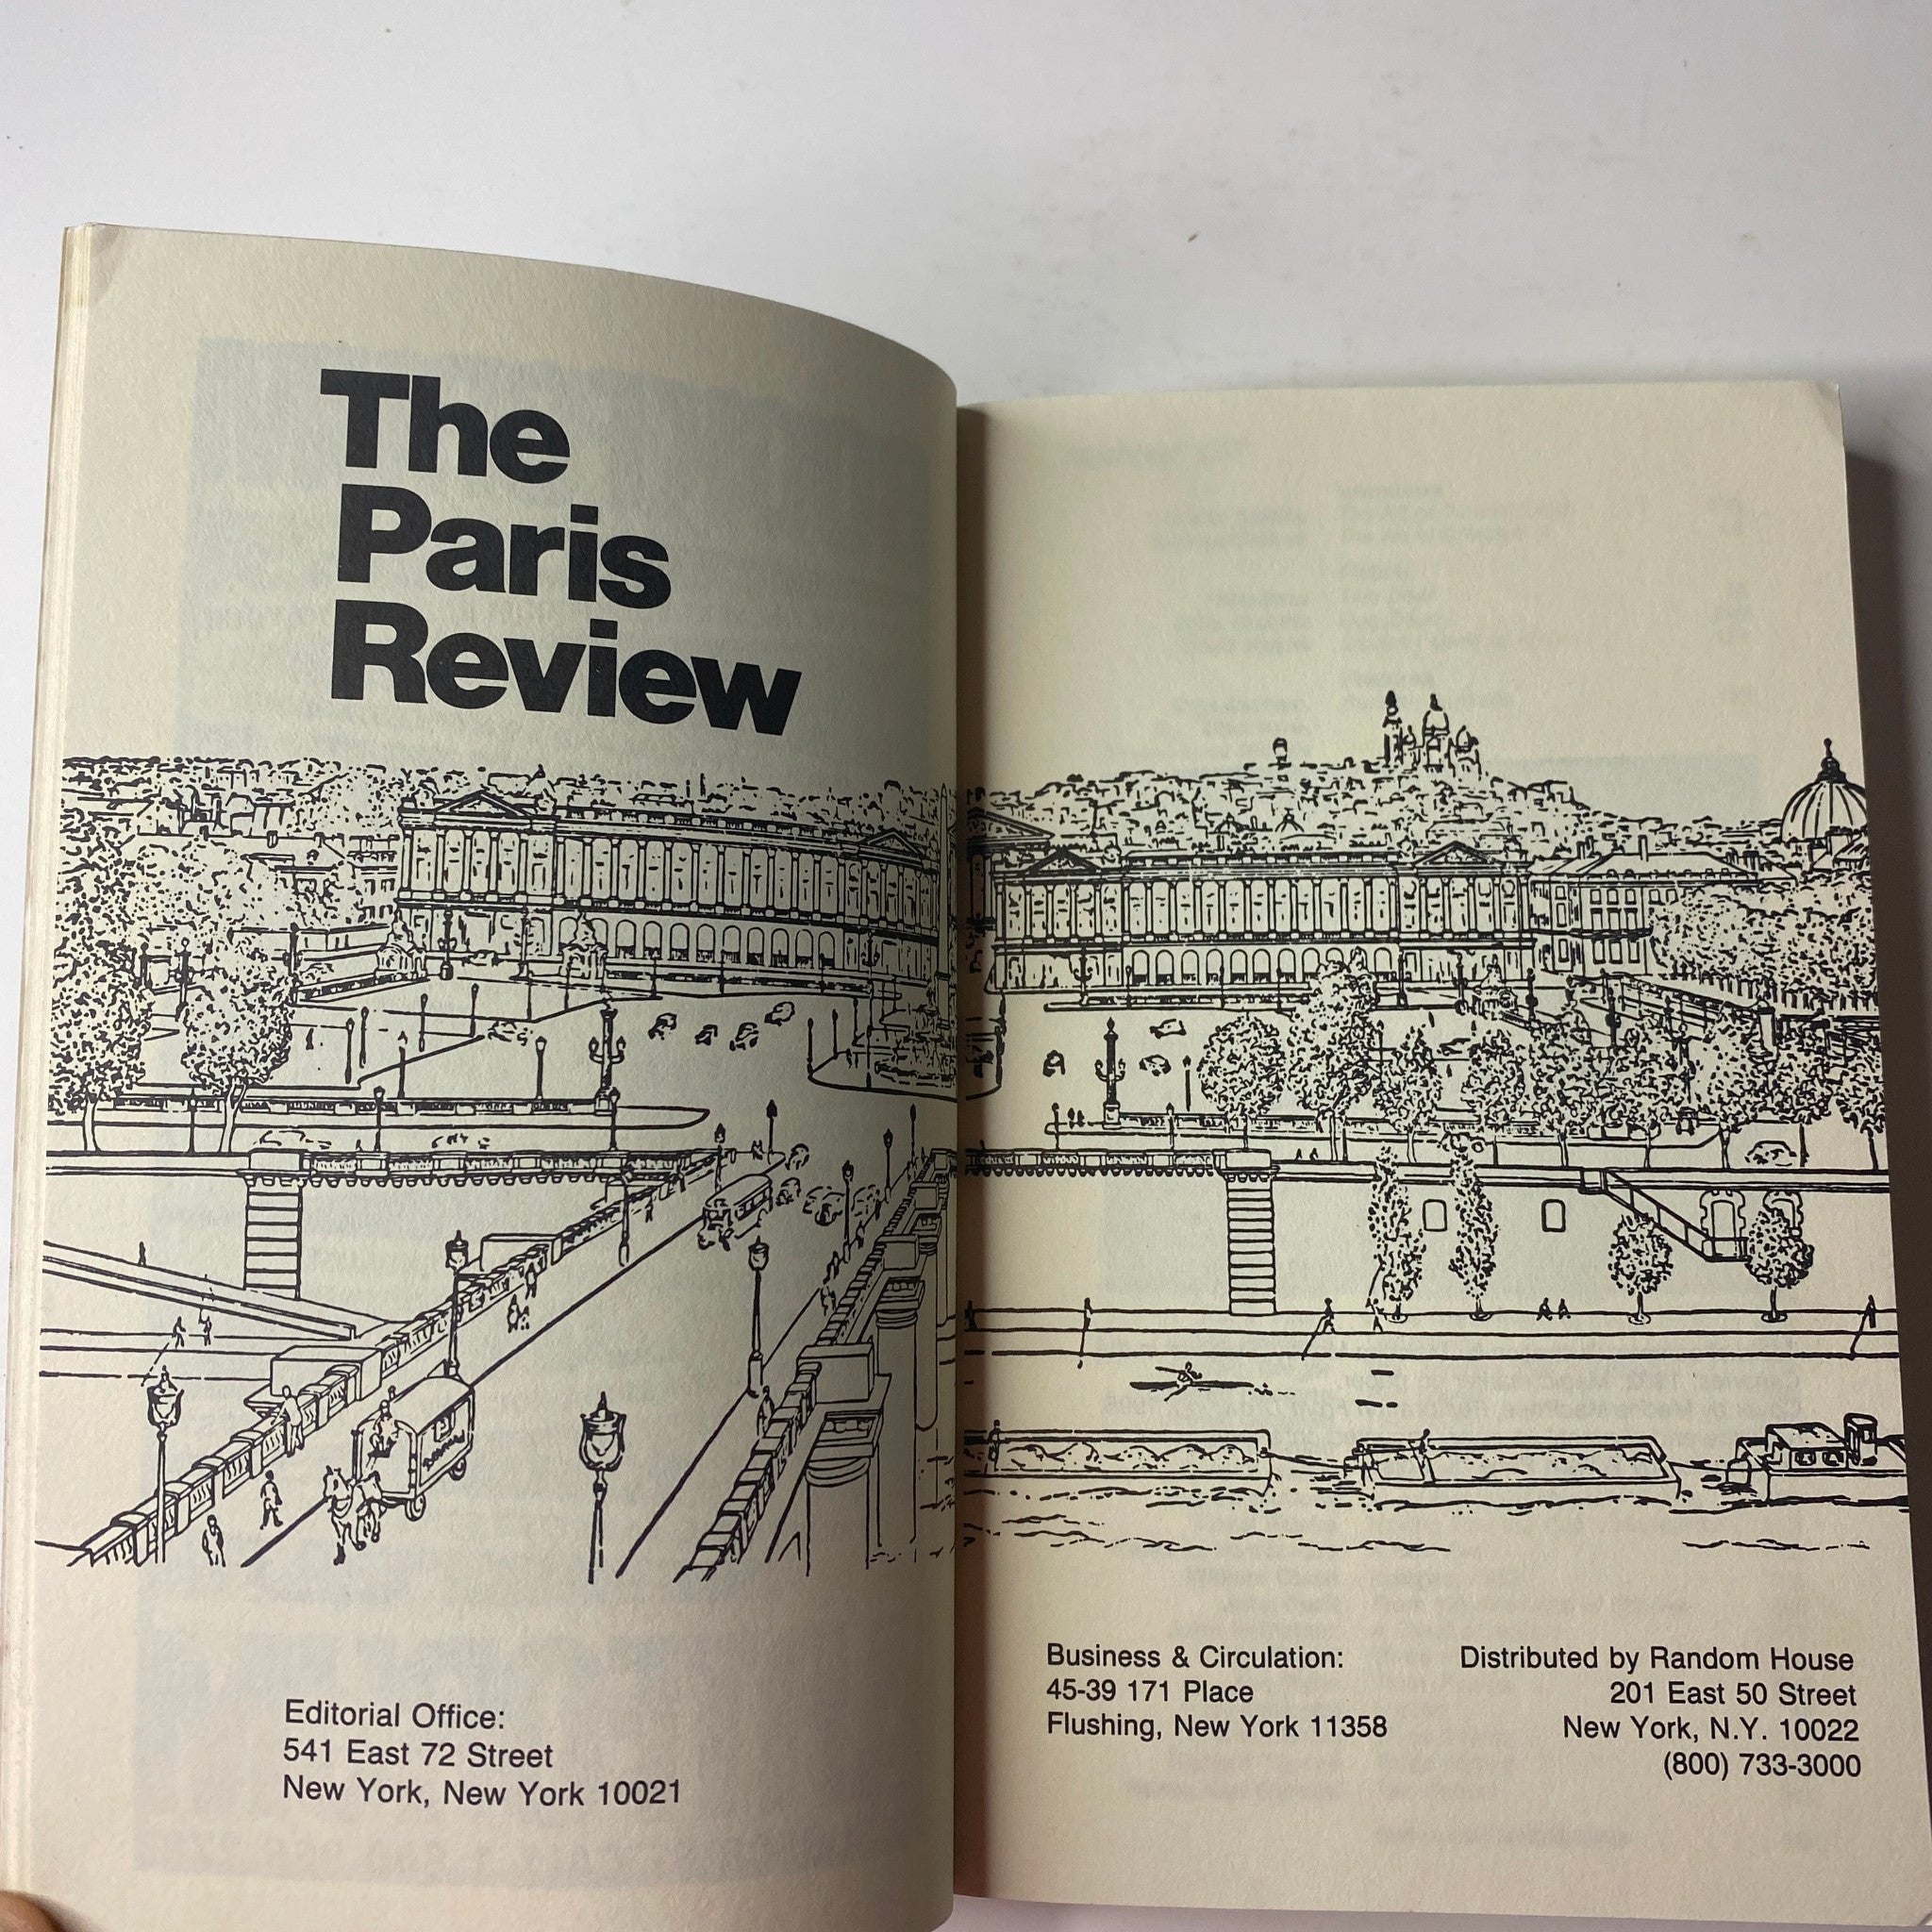 The
Paris
Review
Editorial Office:
541 East 72 Street
New York, New York 10021
Business & Circulation:
45-39 171 Place
Flushing, New York 11358
Distributed by Random House
201 East 50 Street
New York, N.Y. 10022
(800) 733-3000